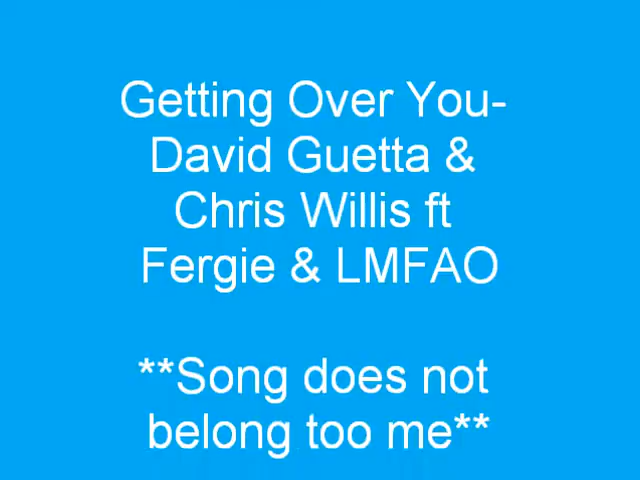 Getting Over You-
David Guetta &
Chris Willis ft
Fergie & LMFAO
**Song does not
belong too me**